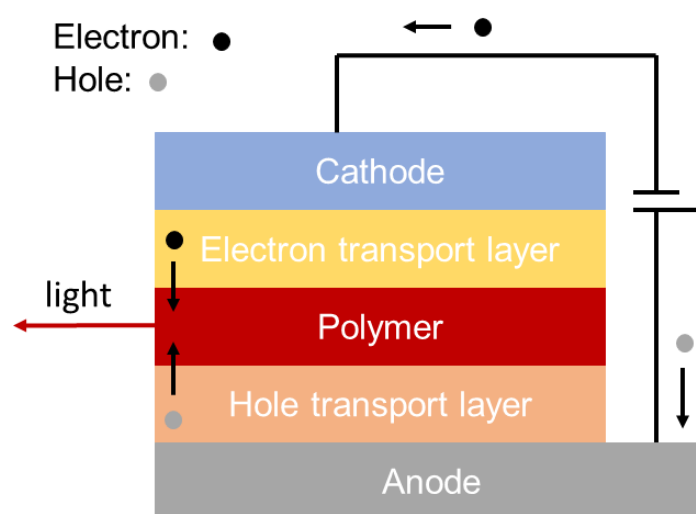 Electron:
Hole:
Cathode
Electron transport layer
light
Polymer
Hole transport layer
Anode